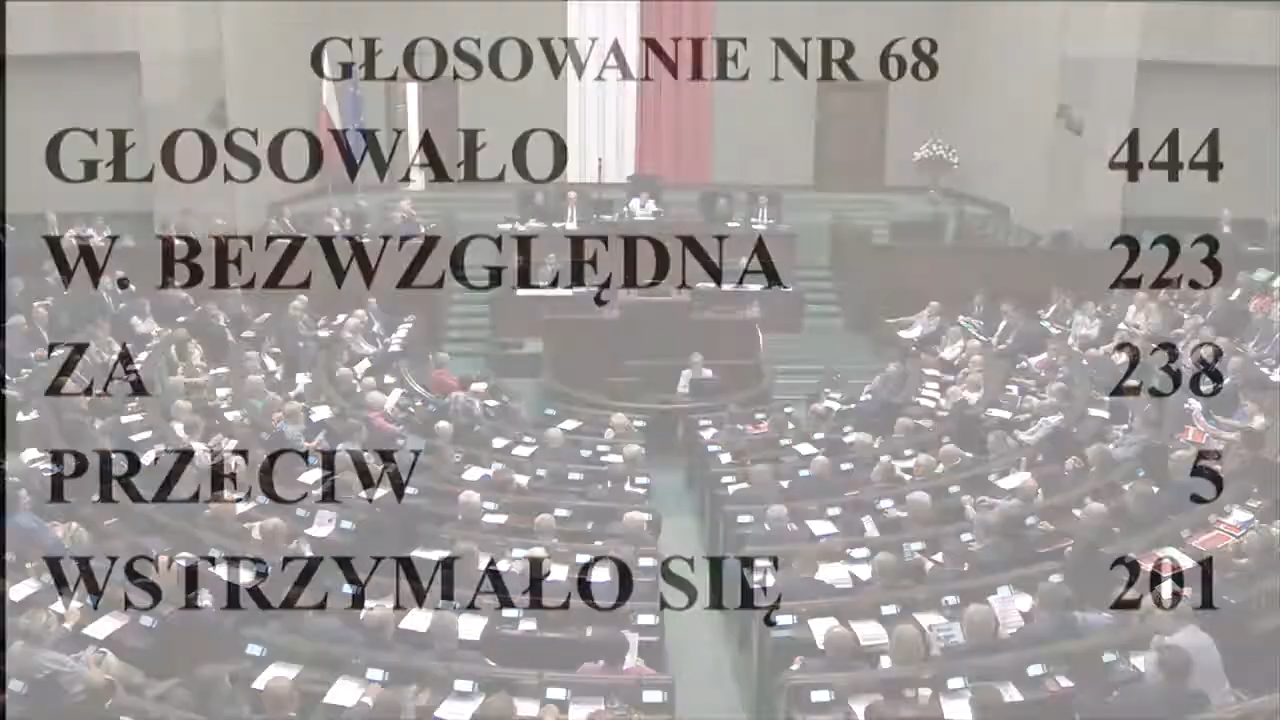 GŁOSOWANIE NR 68
GŁOSOWAŁO 444
W. BEZWZGLĘDNA 223
ZA 238
PRZECIW 5
WSTRZYMAŁO SIĘ 201